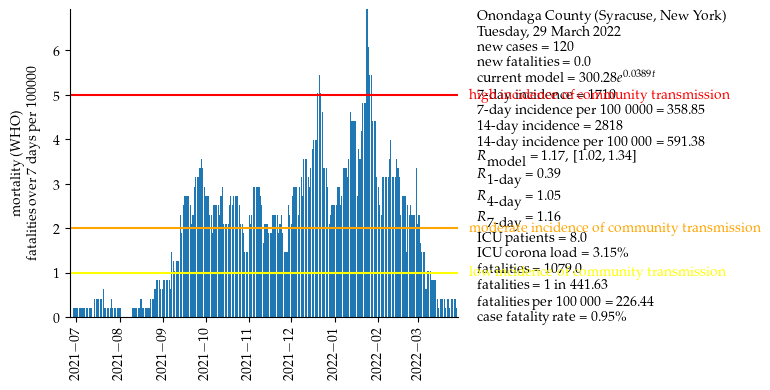 mortality (WHO)
fatalities over 7 days per 100000
0
1
2
3
4
5
6
2021-07
2021-08
2021-09
2021-10
2021-11
2021-12
2022-01
2022-02
2022-03
Onondaga County (Syracuse, New York)
Tuesday, 29 March 2022
new cases = 120
new fatalities = 0.0
current model = 300.28e^0.0389t
7-day incidence = 1710
high incidence of community transmission
7-day incidence per 100 0000 = 358.85
14-day incidence = 2818
14-day incidence per 100 000 = 591.38
R model = 1.17, [1.02, 1.34]
R 1-day = 0.39
R 4-day = 1.05
R 7-day = 1.16
moderate incidence of community transmission
ICU patients = 8.0
ICU corona load = 3.15%
fatalities = 1079.0
low incidence of community transmission
fatalities = 1 in 441.63
fatalities per 100 000 = 226.44
case fatality rate = 0.95%